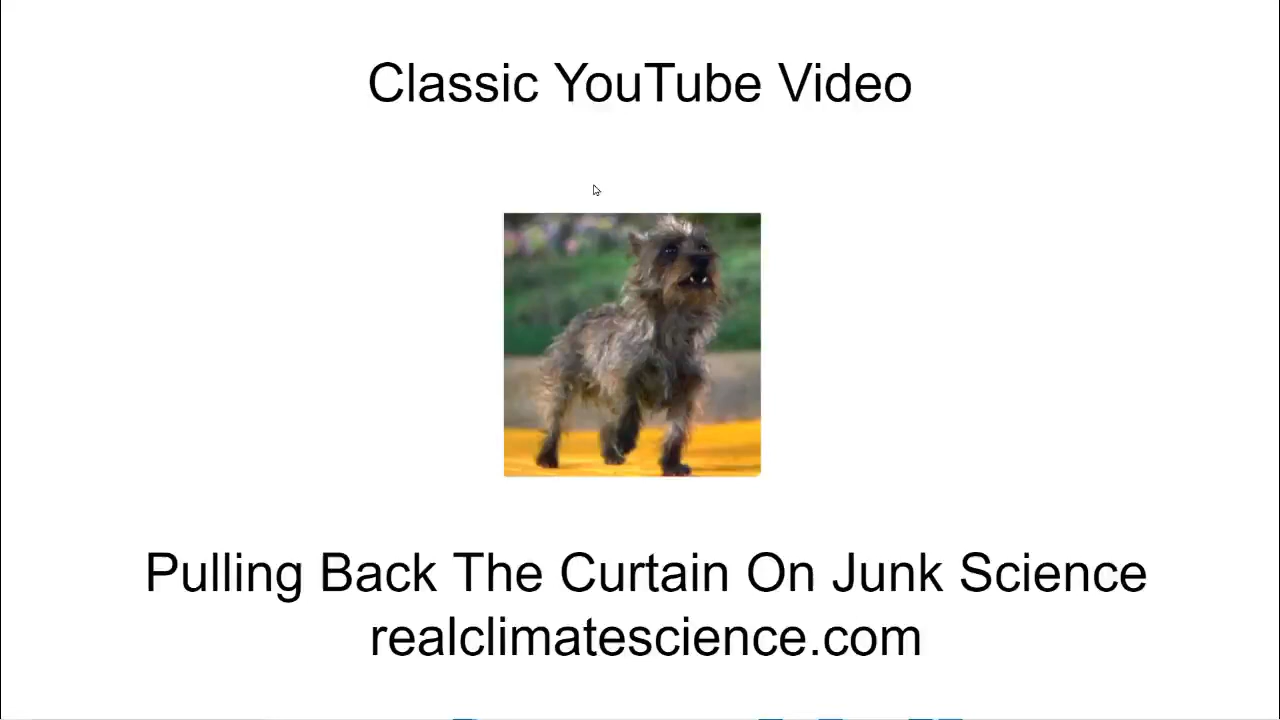 Classic YouTube Video
Pulling Back The Curtain On Junk Science
realclimatescience.com